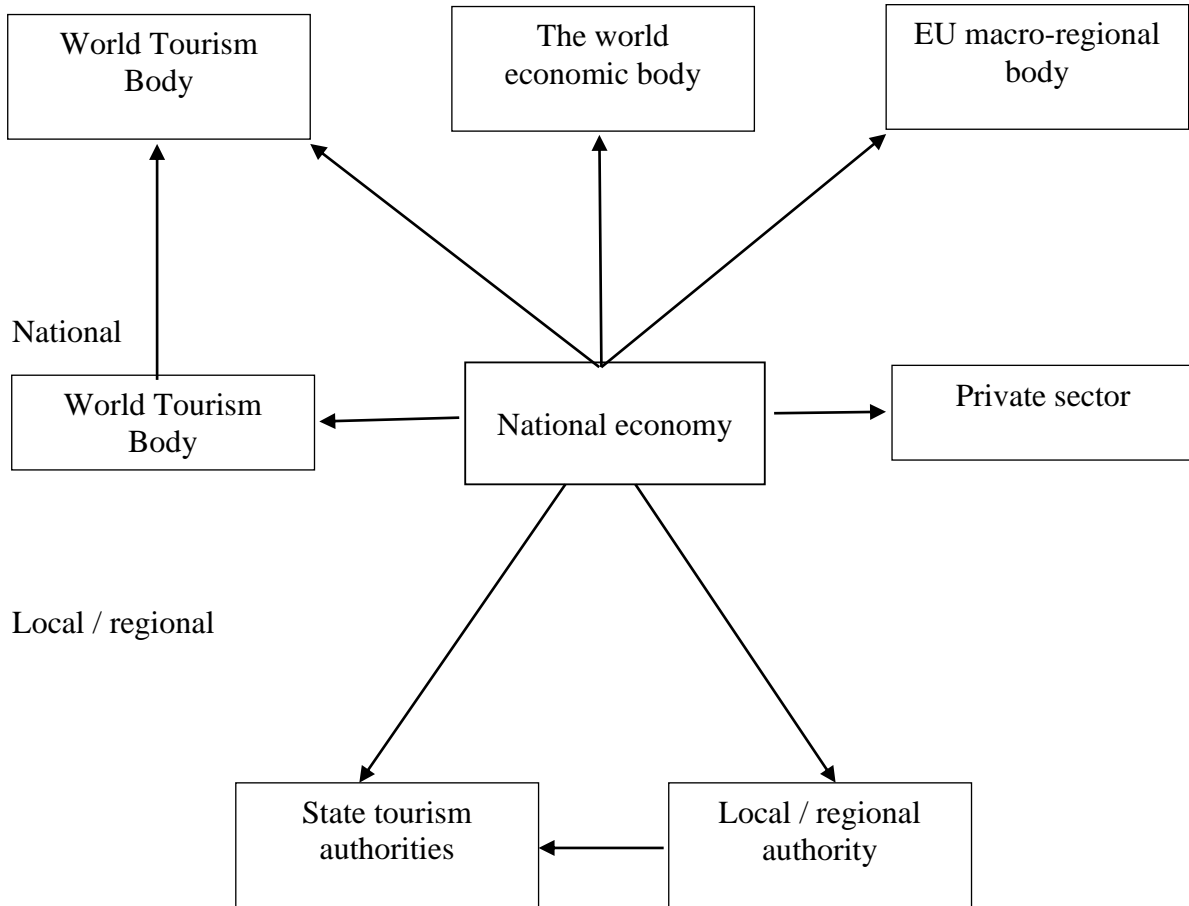 World Tourism
Body
The world
economic body
EU macro-regional
body
National
World Tourism
Body
National economy
Private sector
Local / regional
State tourism
authorities
Local / regional
authority